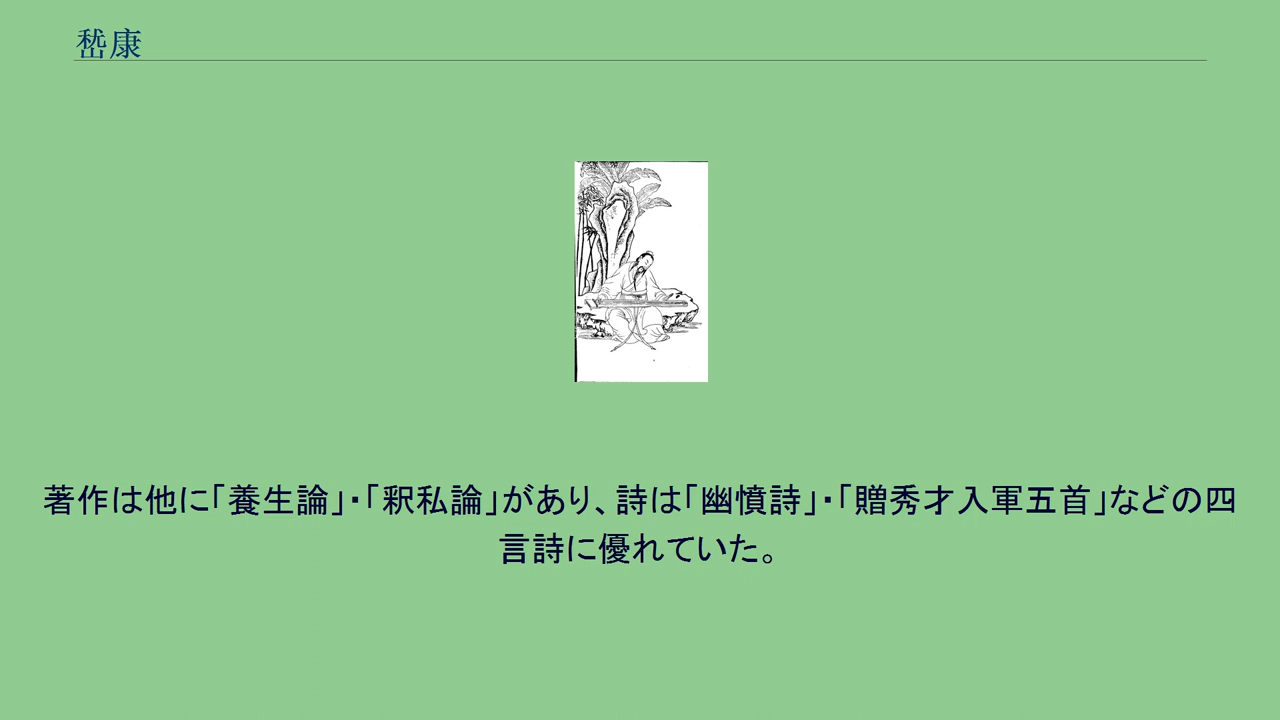 嵆康
著作は他に「養生論」・「釈私論」があり、詩は「幽憤詩」・「贈秀才入軍五首」などの四
言詩に優れていた。